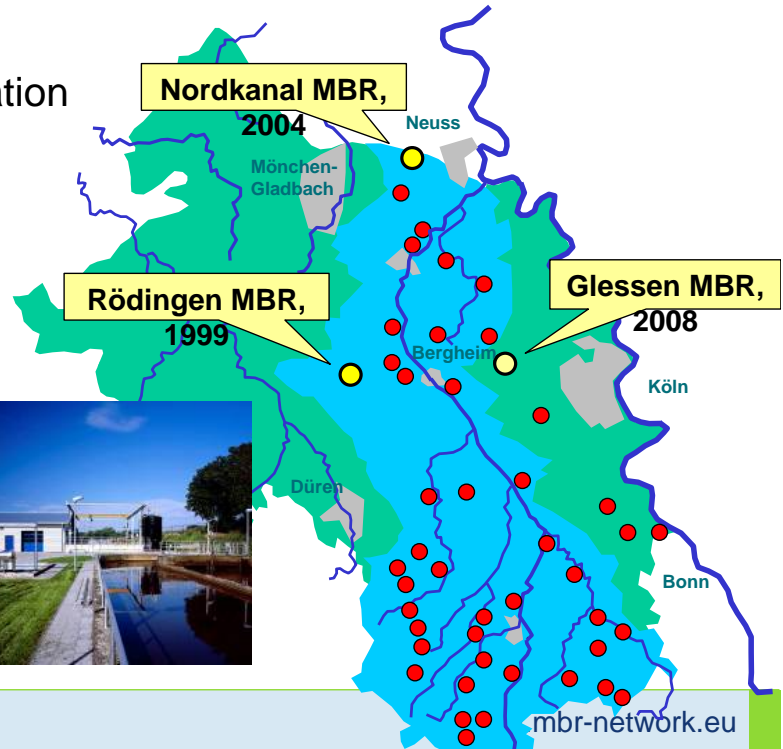 Nordkanal MBR,
2004
Neuss
Mönchen-
Gladbach
Rödingen MBR,
1999
Glessen MBR,
2008
Bergheim
Köln
Düren
Bonn
mbr-network.eu